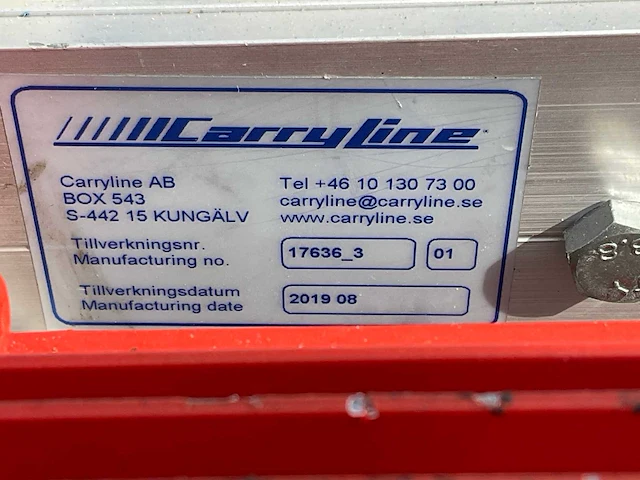 CarryLine
Carryline AB
BOX 543
S-442 15 KUNGÄLV
Tel +46 10 130 73 00
carryline@carryline.se
www.carryline.se
Tillverkningsnr.
Manufacturing no.
17636_3
01
Tillverkningsdatum
Manufacturing date
2019 08